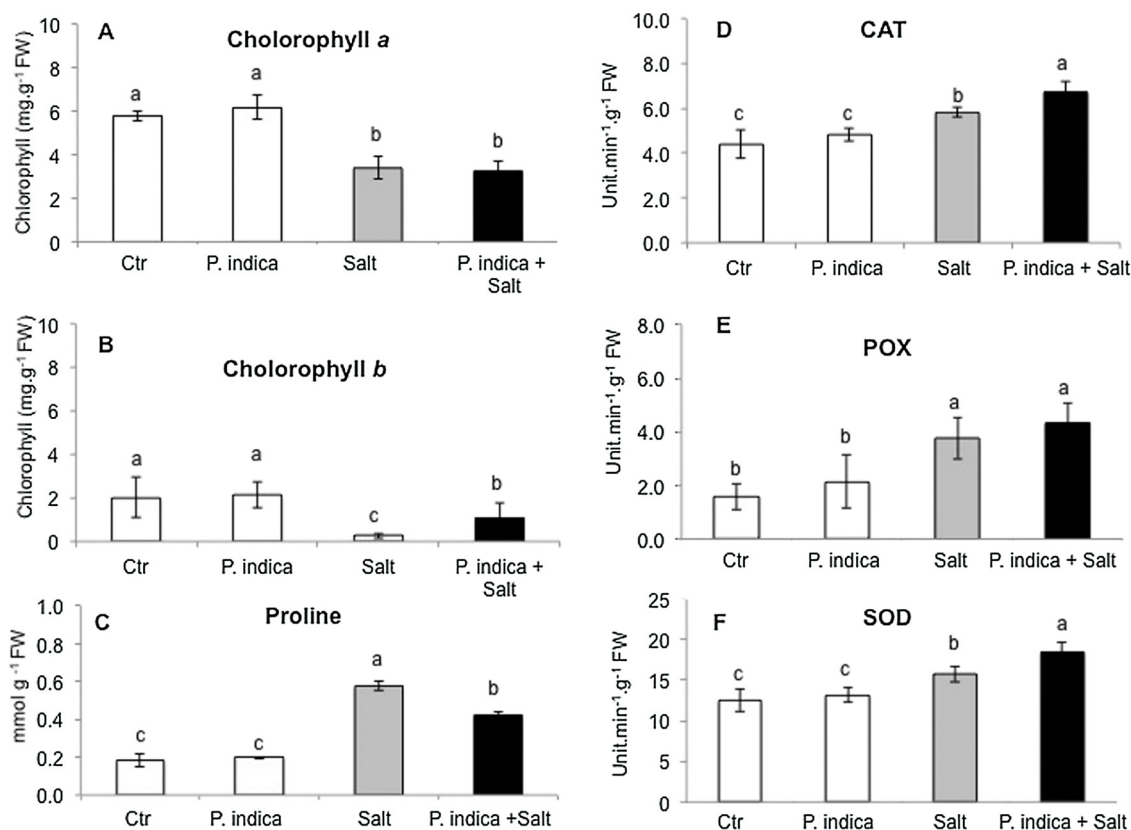 A
Cholorophyll a
Chlorophyll (mg.g-1 FW)
10
8
6
4
2
0
a
a
b
b
Ctr
P. indica
Salt
P. indica +
Salt
B
Cholorophyll b
Chlorophyll (mg.g-1 FW)
10
8
6
4
2
0
a
a
c
b
Ctr
P. indica
Salt
P. indica +
Salt
C
Proline
mmol g -1 FW
1.0
0.8
0.6
0.4
0.2
0.0
c
c
a
b
Ctr
P. indica
Salt
P. indica +Salt
D
CAT
Unit.min-1.g-1 FW
10.0
8.0
6.0
4.0
2.0
0.0
c
c
b
a
Ctr
P. indica
Salt
P. indica + Salt
E
POX
Unit.min-1.g-1 FW
8.0
6.0
4.0
2.0
0.0
b
b
a
a
Ctr
P. indica
Salt
P. indica + Salt
F
SOD
Unit.min-1.g-1 FW
25
20
15
10
5
0
c
c
b
a
Ctr
P. indica
Salt
P. indica + Salt